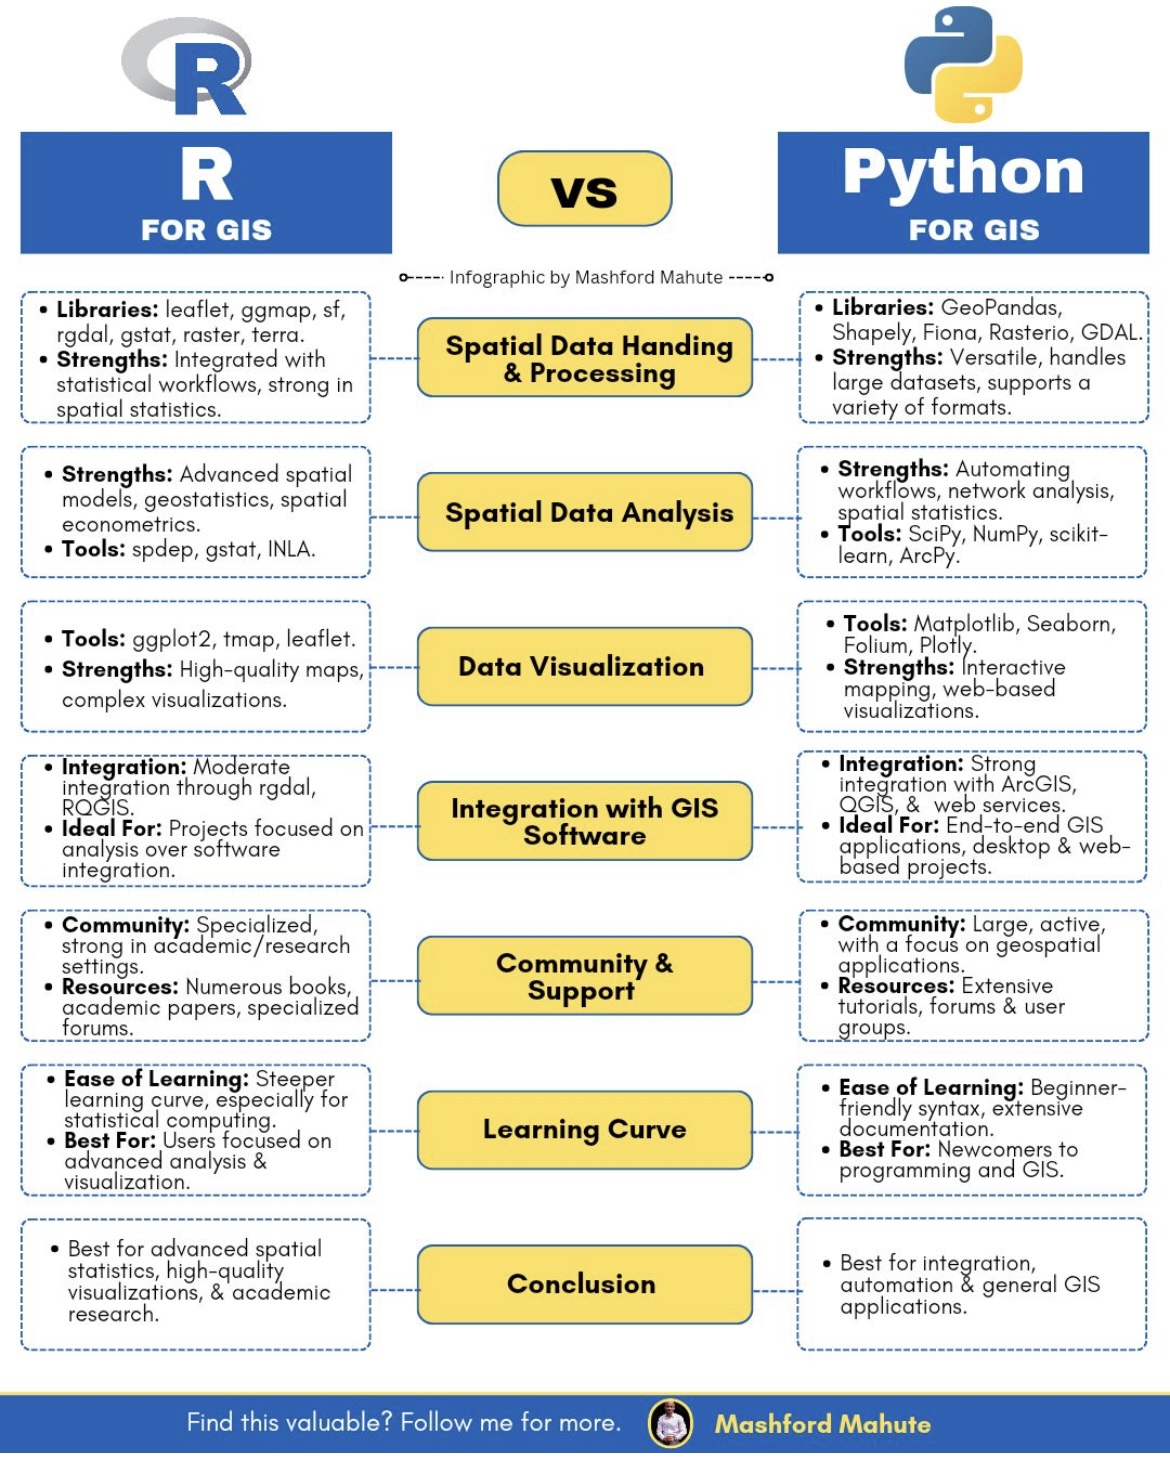 R
R
FOR GIS
VS
Python
FOR GIS
Infographic by Mashford Mahute
• Libraries: leaflet, ggmap, sf,
rgdal, gstat, raster, terra.
• Strengths: Integrated with
statistical workflows, strong in
spatial statistics.
Spatial Data Handing
& Processing
• Libraries: GeoPandas,
Shapely, Fiona, Rasterio, GDAL.
• Strengths: Versatile, handles
large datasets, supports a
variety of formats.
• Strengths: Advanced spatial
models, geostatistics, spatial
econometrics.
• Tools: spdep, gstat, INLA.
Spatial Data Analysis
• Strengths: Automating
workflows, network analysis,
spatial statistics.
• Tools: SciPy, NumPy, scikit-
learn, ArcPy.
• Tools: ggplot2, tmap, leaflet.
• Strengths: High-quality maps,
complex visualizations.
Data Visualization
• Tools: Matplotlib, Seaborn,
Folium, Plotly.
• Strengths: Interactive
mapping, web-based
visualizations.
• Integration: Moderate
integration through rgdal,
RQGIS.
• Ideal For: Projects focused on
analysis over software
integration.
Integration with GIS
Software
• Integration: Strong
integration with ArcGIS,
QGIS, & web services.
• Ideal For: End-to-end GIS
applications, desktop & web-
based projects.
• Community: Specialized,
strong in academic/research
settings.
• Resources: Numerous books,
academic papers, specialized
forums.
Community &
Support
• Community: Large, active,
with a focus on geospatial
applications.
• Resources: Extensive
tutorials, forums & user
groups.
• Ease of Learning: Steeper
learning curve, especially for
statistical computing.
• Best For: Users focused on
advanced analysis &
visualization.
Learning Curve
• Ease of Learning: Beginner-
friendly syntax, extensive
documentation.
• Best For: Newcomers to
programming and GIS.
• Best for advanced spatial
statistics, high-quality
visualizations, & academic
research.
Conclusion
• Best for integration,
automation & general GIS
applications.
Find this valuable? Follow me for more.
Mashford Mahute